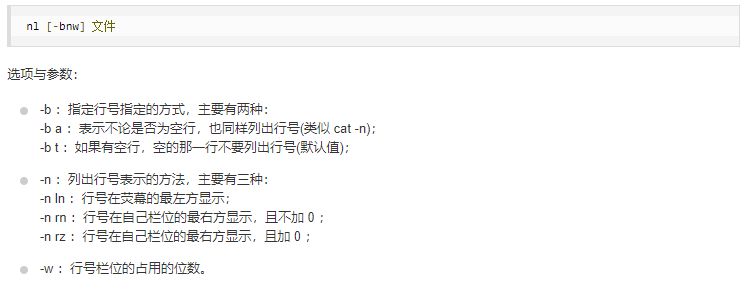 nl [-bnw] 文件
选项与参数：
-b ：指定行号指定的方式，主要有两种：
-b a ：表示不论是否为空行，也同样列出行号(类似 cat -n)；
-b t ：如果有空行，空的那一行不要列出行号(默认值)；
-n ：列出行号表示的方法，主要有三种：
-n ln ：行号在荧幕的最左方显示；
-n rn ：行号在自己栏位的最右方显示，且不加 0 ；
-n rz ：行号在自己栏位的最右方显示，且加 0 ；
-w ：行号栏位的占用的位数。